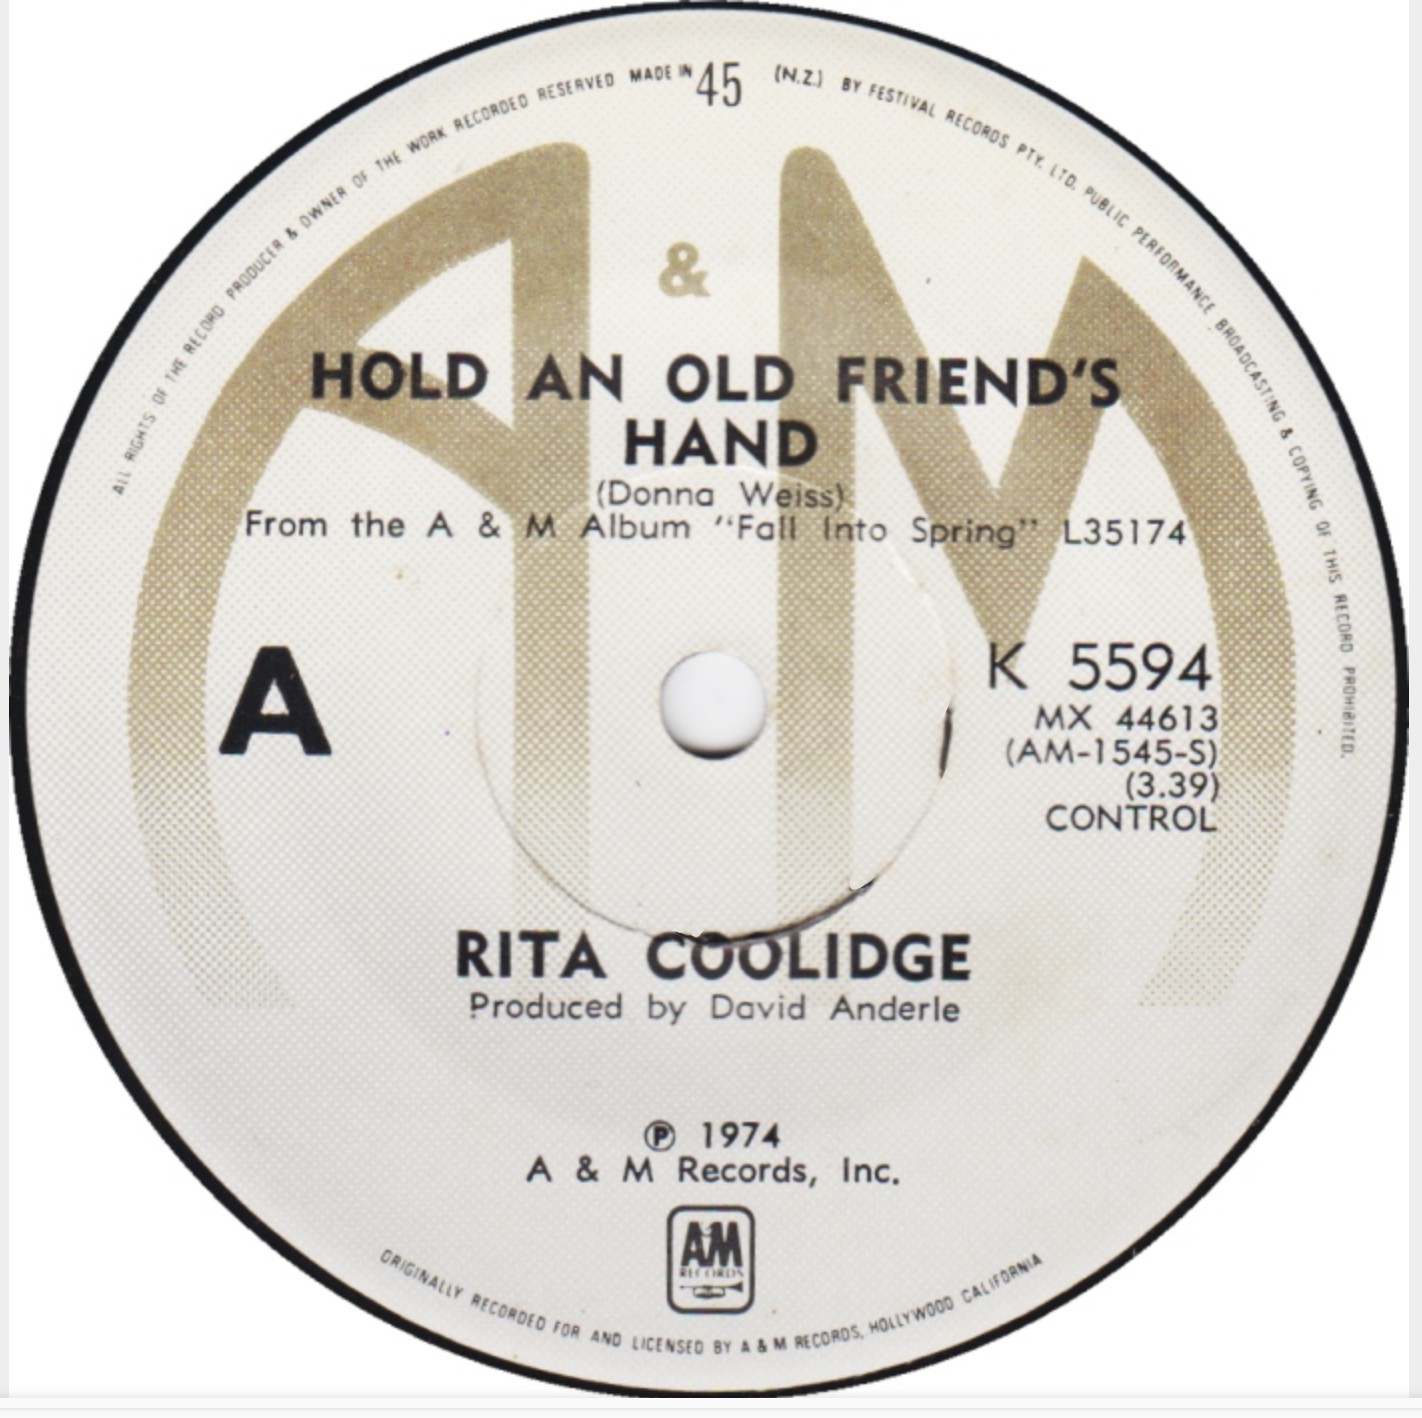 ALL RIGHTS OF THE RECORD PRODUCER & OWNER OF THE WORK RECORDED RESERVED MADE IN 45 (N.Z.) BY FESTIVAL RECORDS PTY. LTD. PUBLIC PERFORMANCE BROADCASTING & COPYING OF THIS RECORD PROHIBITED.
A & M
HOLD AN OLD FRIEND'S
HAND
(Donna Weiss)
From the A & M Album "Fall Into Spring" L35174
A
K 5594
MX 44613
(AM-1545-S)
(3.39)
CONTROL
RITA COOLIDGE
Produced by David Anderle
℗ 1974
A & M Records, Inc.
A&M
RECORDS
ORIGINALLY RECORDED FOR AND LICENSED BY A & M RECORDS, HOLLYWOOD CALIFORNIA